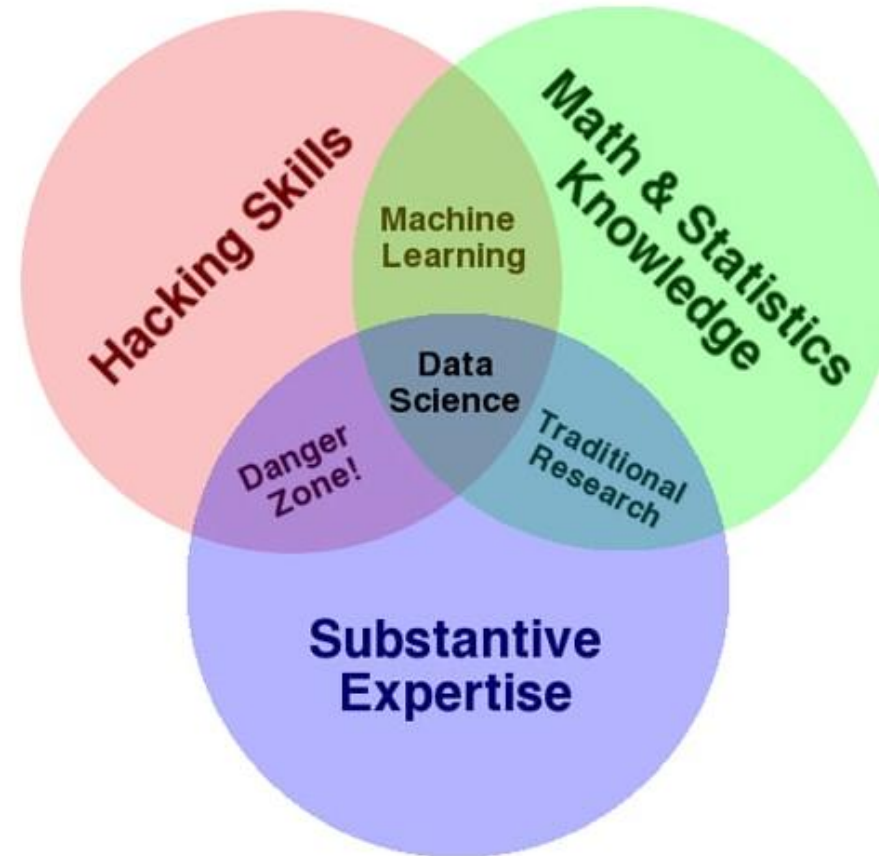 Hacking Skills
Math & Statistics
Knowledge
Machine
Learning
Data
Science
Danger
Zone!
Traditional
Research
Substantive
Expertise